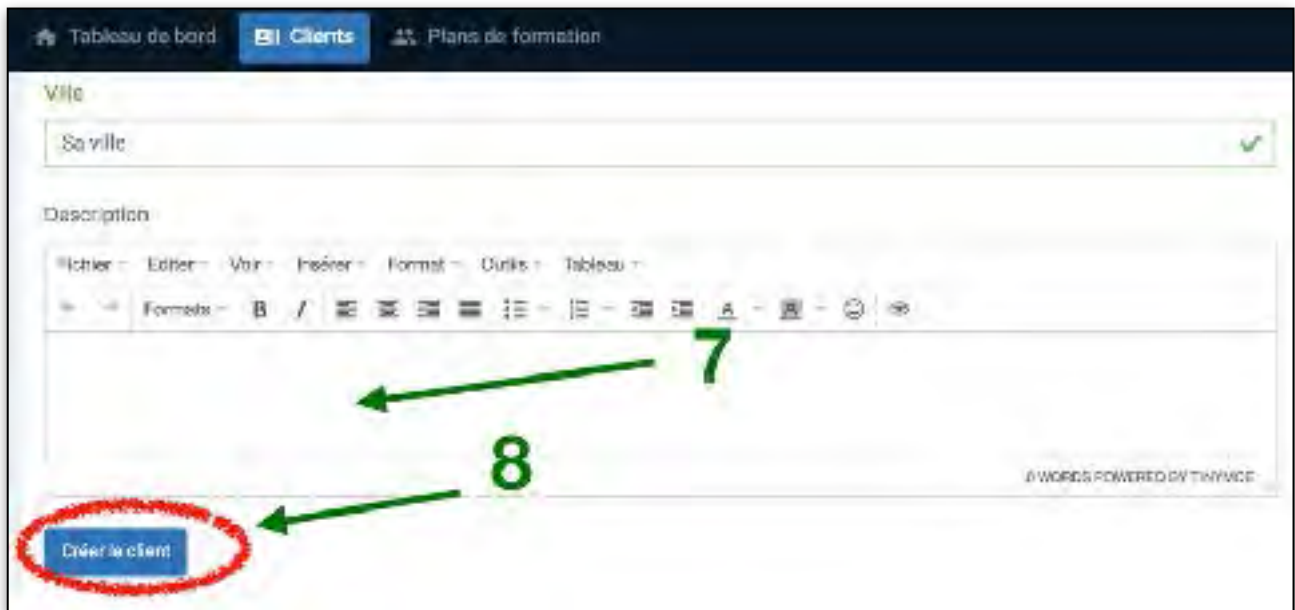 Tableau de bord Clients Plans de formation
Ville
Sa ville
Description
Fichier Editer Voir Insérer Format Outils Tableau
Formats B I A A
7
8
0 WORDS POWERED BY TINYMCE
Créer le client